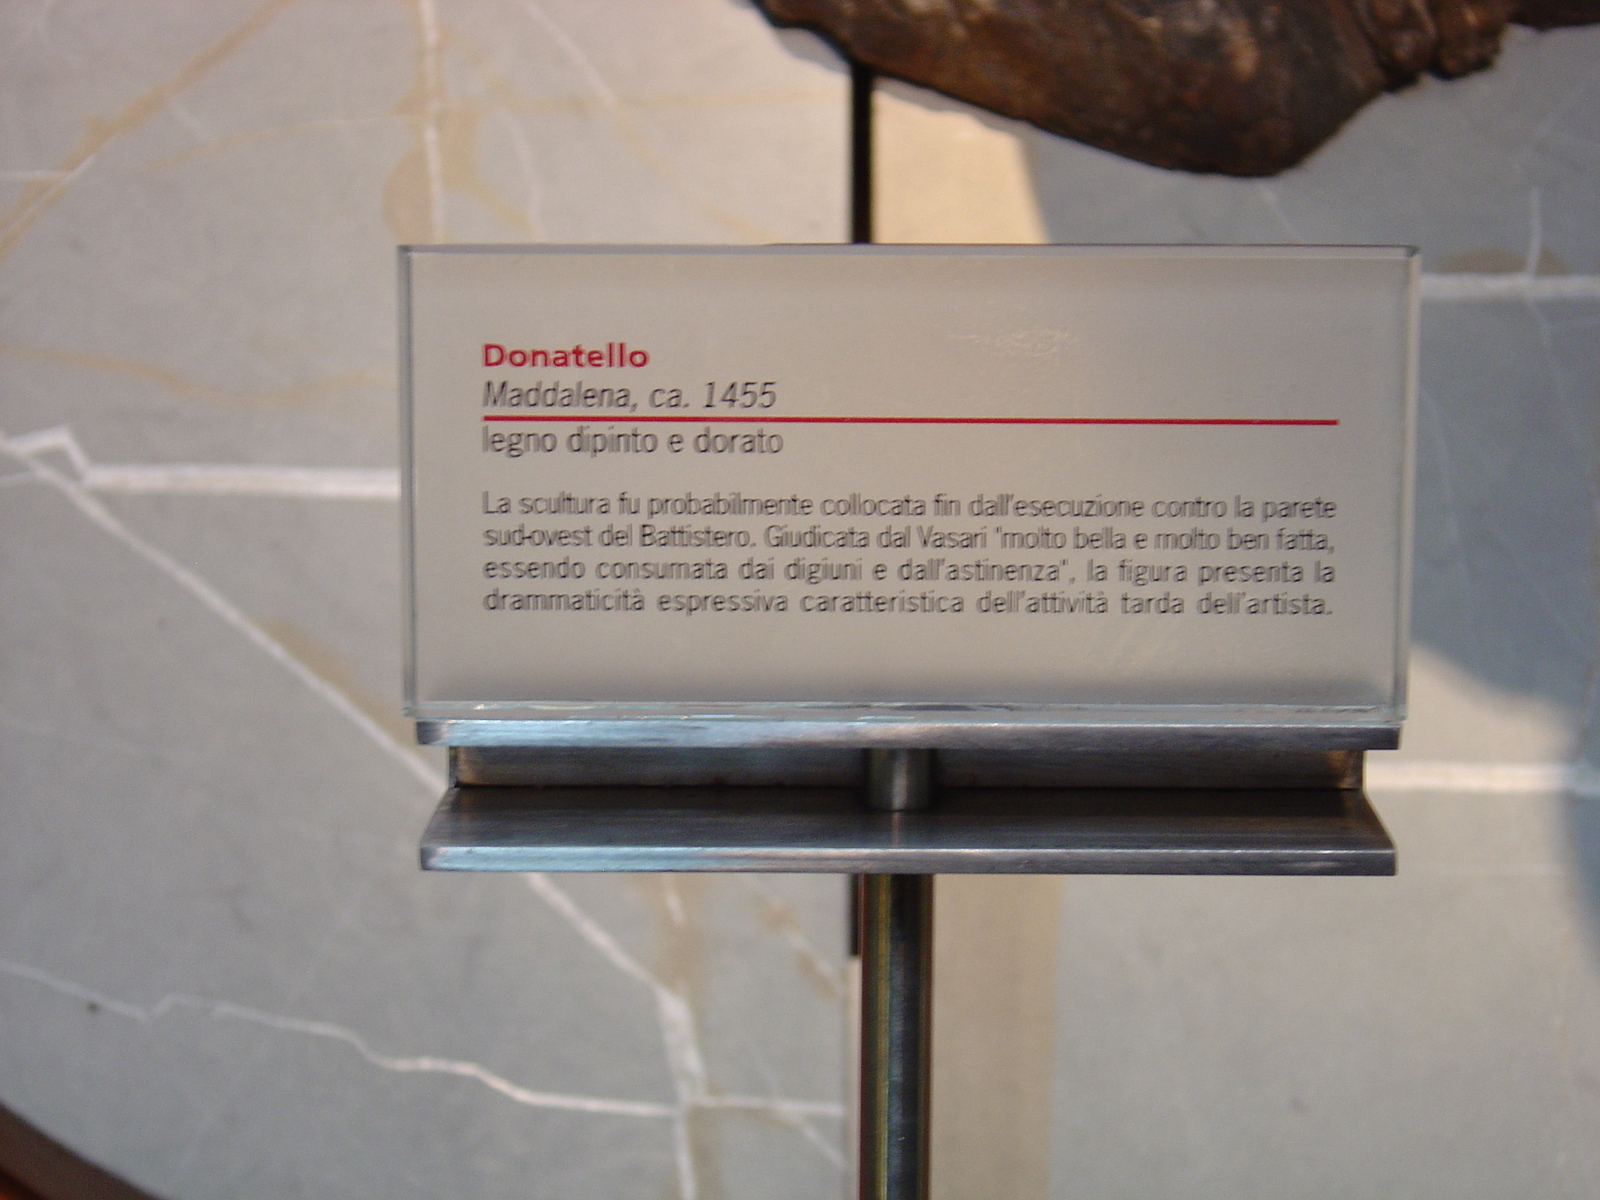 Donatello
Maddalena, ca. 1455
legno dipinto e dorato
La scultura fu probabilmente collocata fin dall'esecuzione contro la parete
sud-ovest del Battistero. Giudicata dal Vasari "molto bella e molto ben fatta,
essendo consumata dai digiuni e dall'astinenza", la figura presenta la
drammaticità espressiva caratteristica dell'attività tarda dell'artista.